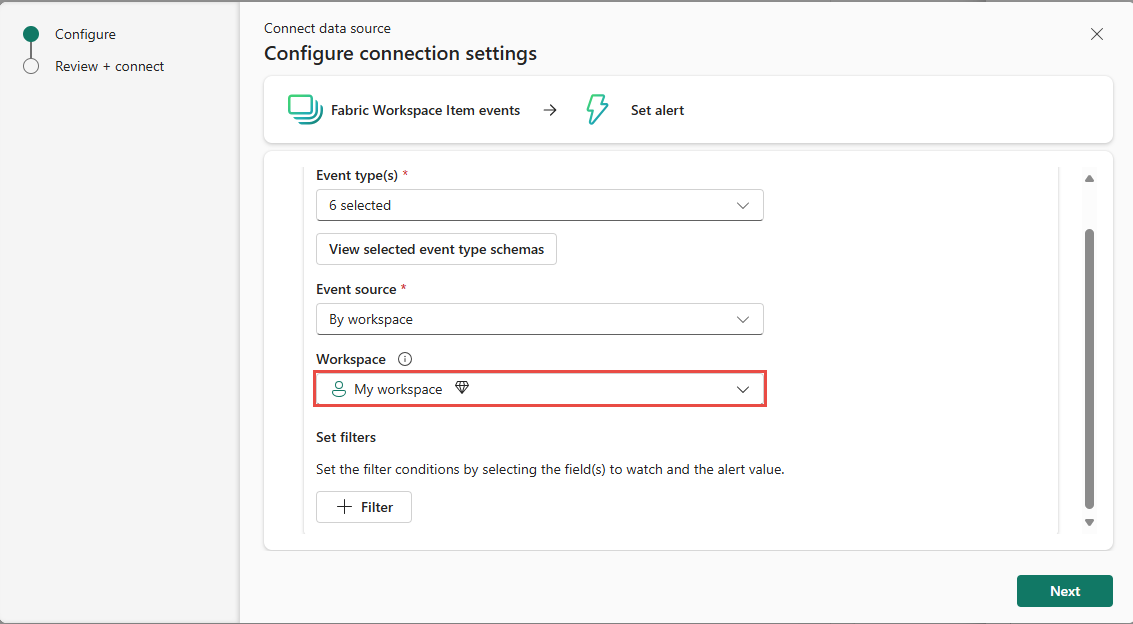 Configure
Review + connect
Connect data source
Configure connection settings
Fabric Workspace Item events
Set alert
Event type(s) *
6 selected
View selected event type schemas
Event source *
By workspace
Workspace
My workspace
Set filters
Set the filter conditions by selecting the field(s) to watch and the alert value.
Filter
Next